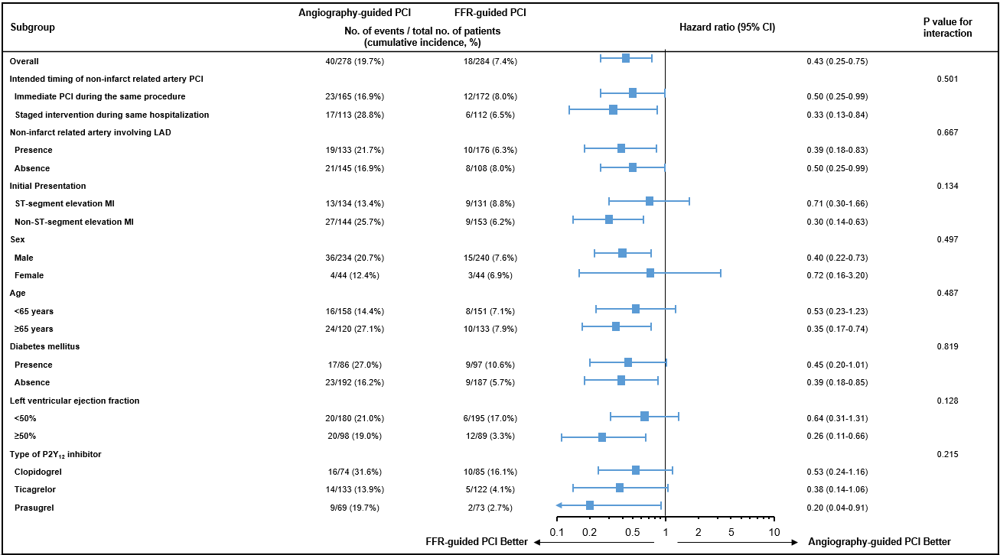 Angiography-guided PCI FFR-guided PCI
Subgroup Hazard ratio (95% CI) P value for interaction
No. of events / total no. of patients
(cumulative incidence, %)
Overall 40/278 (19.7%) 18/284 (7.4%) 0.43 (0.25-0.75)
Intended timing of non-infarct related artery PCI 0.501
Immediate PCI during the same procedure 23/165 (16.9%) 12/172 (8.0%) 0.50 (0.25-0.99)
Staged intervention during same hospitalization 17/113 (28.8%) 6/112 (6.5%) 0.33 (0.13-0.84)
Non-infarct related artery involving LAD 0.667
Presence 19/133 (21.7%) 10/176 (6.3%) 0.39 (0.18-0.83)
Absence 21/145 (16.9%) 8/108 (8.0%) 0.50 (0.25-0.99)
Initial Presentation 0.134
ST-segment elevation MI 13/134 (13.4%) 9/131 (8.8%) 0.71 (0.30-1.66)
Non-ST-segment elevation MI 27/144 (25.7%) 9/153 (6.2%) 0.30 (0.14-0.63)
Sex 0.497
Male 36/234 (20.7%) 15/240 (7.6%) 0.40 (0.22-0.73)
Female 4/44 (12.4%) 3/44 (6.9%) 0.72 (0.16-3.20)
Age 0.487
<65 years 16/158 (14.4%) 8/151 (7.1%) 0.53 (0.23-1.23)
≥65 years 24/120 (27.1%) 10/133 (7.9%) 0.35 (0.17-0.74)
Diabetes mellitus 0.819
Presence 17/86 (27.0%) 9/97 (10.6%) 0.45 (0.20-1.01)
Absence 23/192 (16.2%) 9/187 (5.7%) 0.39 (0.18-0.85)
Left ventricular ejection fraction 0.128
<50% 20/180 (21.0%) 6/195 (17.0%) 0.64 (0.31-1.31)
≥50% 20/98 (19.0%) 12/89 (3.3%) 0.26 (0.11-0.66)
Type of P2Y12 inhibitor 0.215
Clopidogrel 16/74 (31.6%) 10/85 (16.1%) 0.53 (0.24-1.16)
Ticagrelor 14/133 (13.9%) 5/122 (4.1%) 0.38 (0.14-1.06)
Prasugrel 9/69 (19.7%) 2/73 (2.7%) 0.20 (0.04-0.91)
0.1 0.2 0.5 1 2 5 10
FFR-guided PCI Better Angiography-guided PCI Better